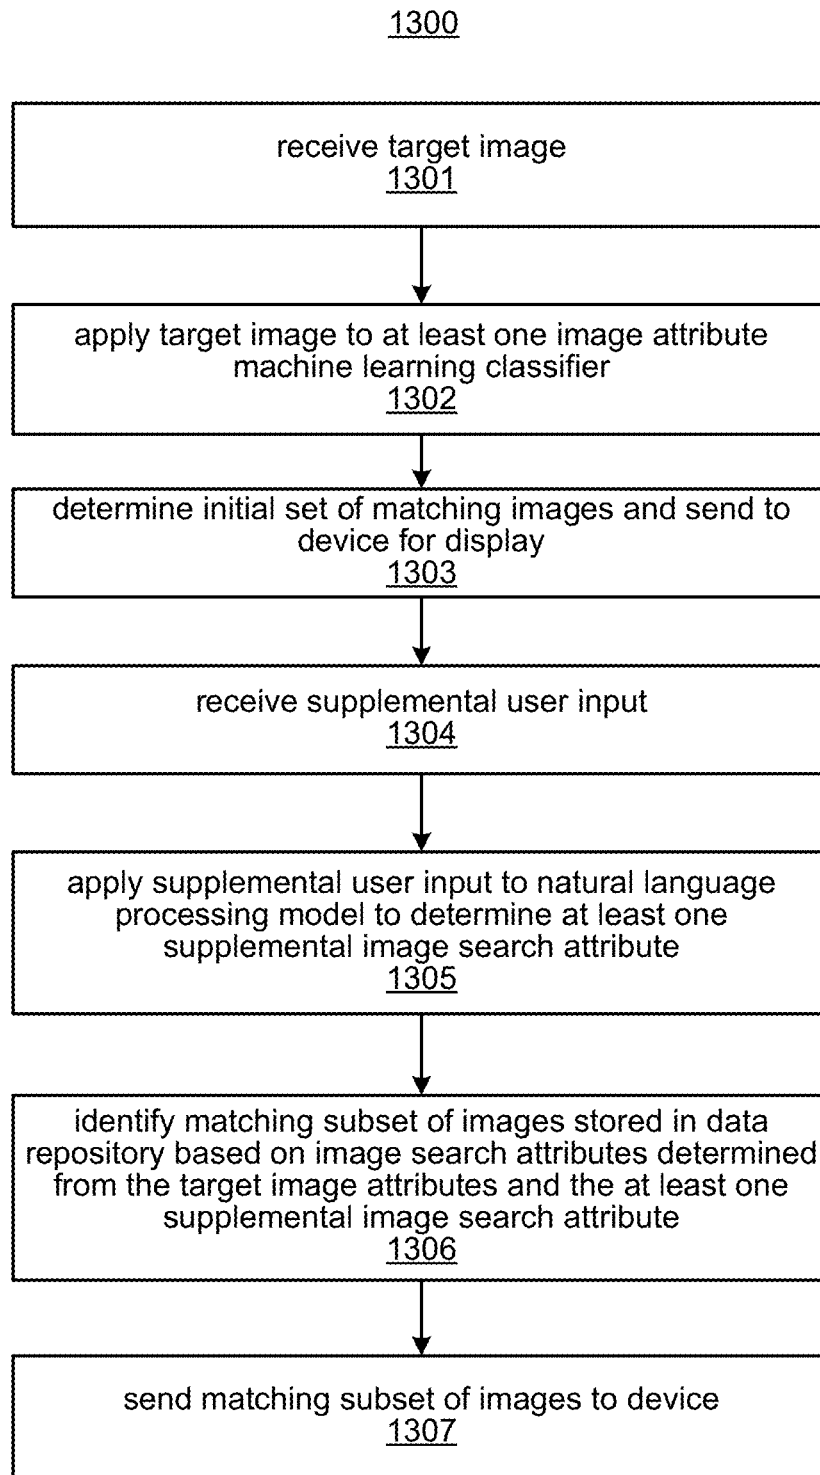 1300
receive target image
1301
apply target image to at least one image attribute
machine learning classifier
1302
determine initial set of matching images and send to
device for display
1303
receive supplemental user input
1304
apply supplemental user input to natural language
processing model to determine at least one
supplemental image search attribute
1305
identify matching subset of images stored in data
repository based on image search attributes determined
from the target image attributes and the at least one
supplemental image search attribute
1306
send matching subset of images to device
1307